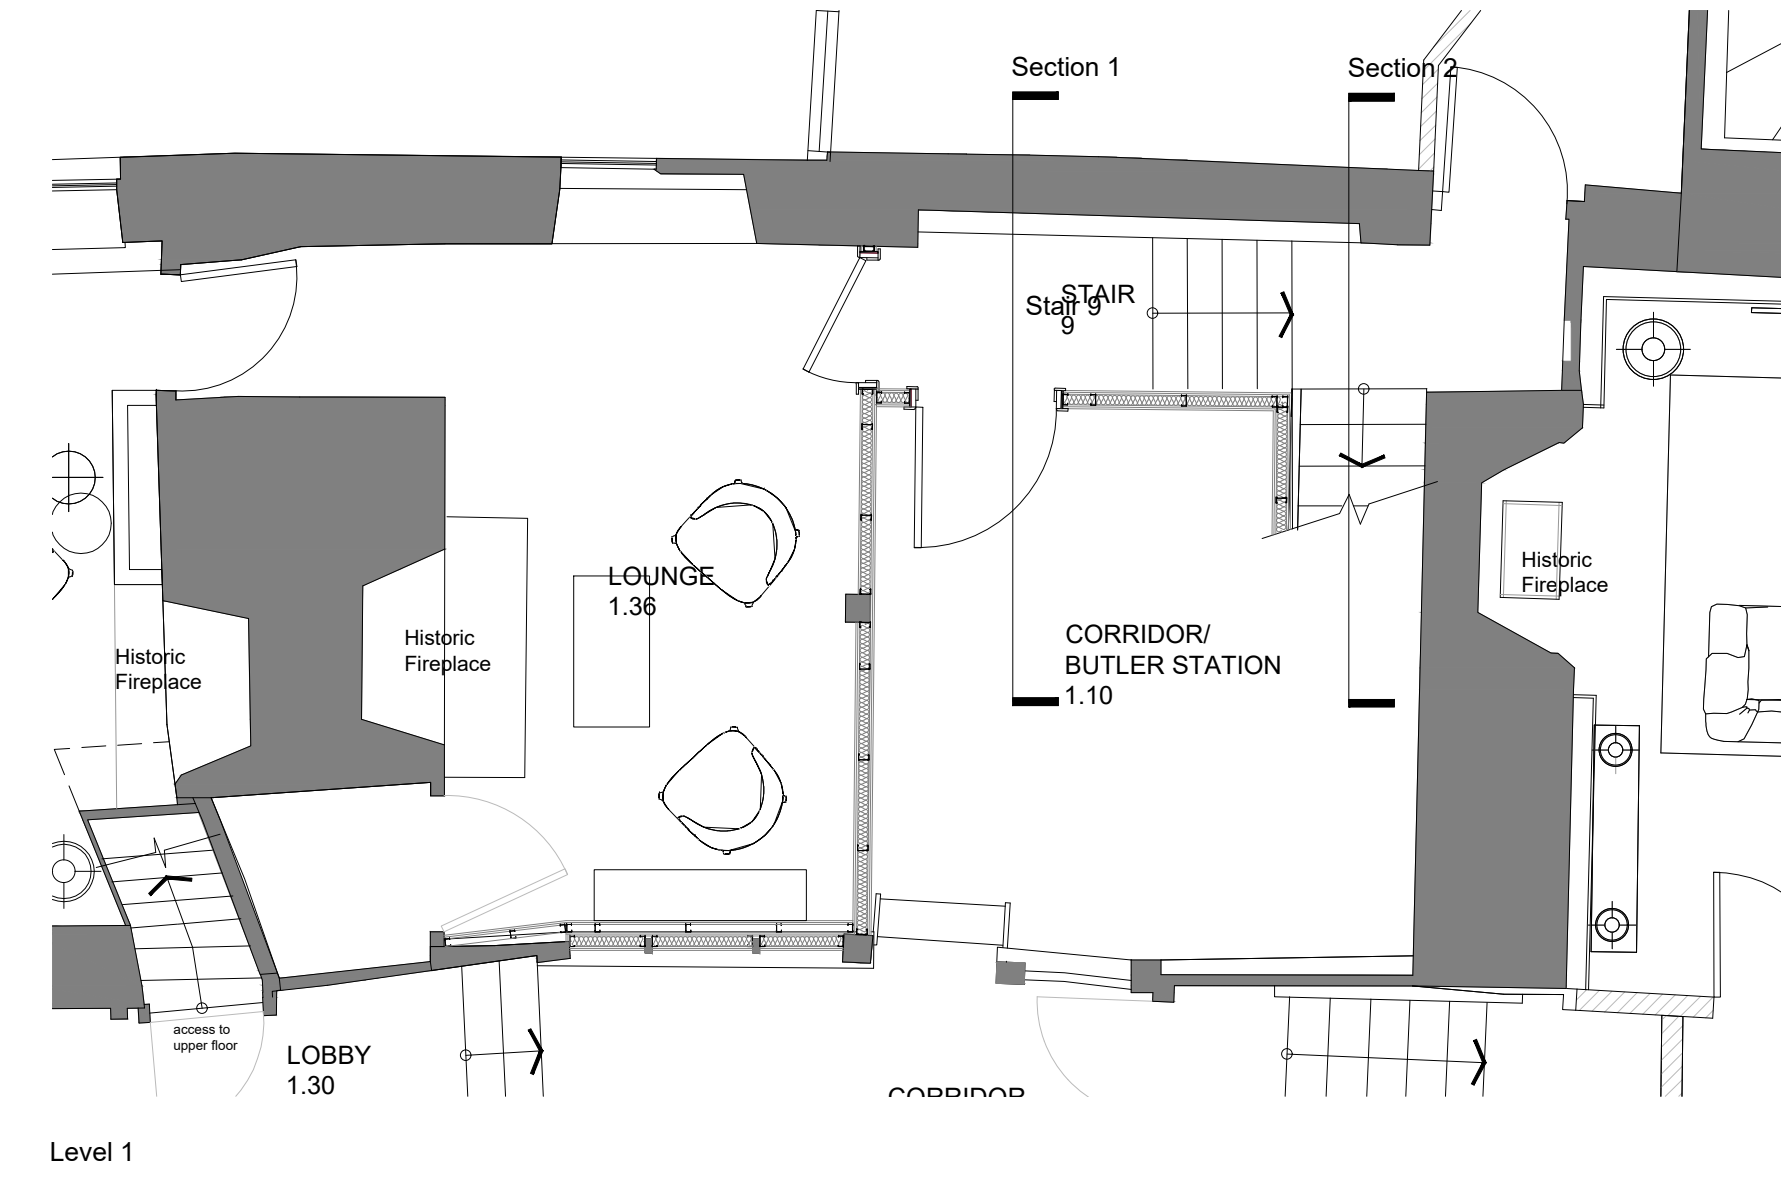 Section 1
Section 2
STAIR
9
Stair 9
LOUNGE
1.36
Historic
Fireplace
Historic
Fireplace
Historic
Fireplace
CORRIDOR/
BUTLER STATION
1.10
access to
upper floor
LOBBY
1.30
CORRIDOR
Level 1